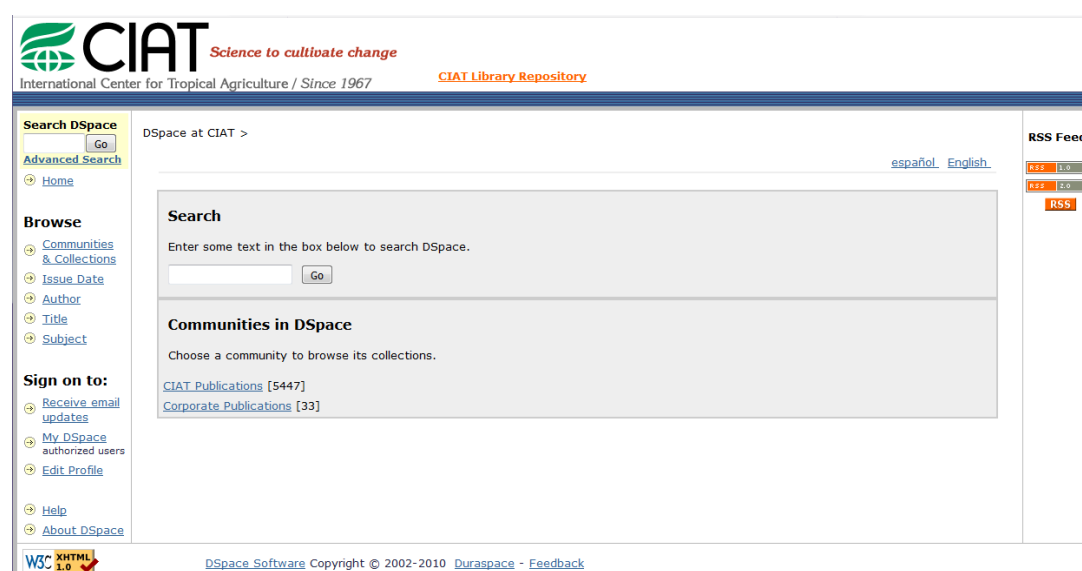 CIAT
Science to cultivate change
International Center for Tropical Agriculture / Since 1967
CIAT Library Repository
Search DSpace
Go
Advanced Search
Home
Browse
Communities
& Collections
Issue Date
Author
Title
Subject
Sign on to:
Receive email
updates
My DSpace
authorized users
Edit Profile
Help
About DSpace
DSpace at CIAT >
español English
Search
Enter some text in the box below to search DSpace.
Go
Communities in DSpace
Choose a community to browse its collections.
CIAT Publications [5447]
Corporate Publications [33]
RSS Feed
RSS 1.0
RSS 2.0
RSS
W3C XHTML 1.0
DSpace Software Copyright © 2002-2010 Duraspace - Feedback